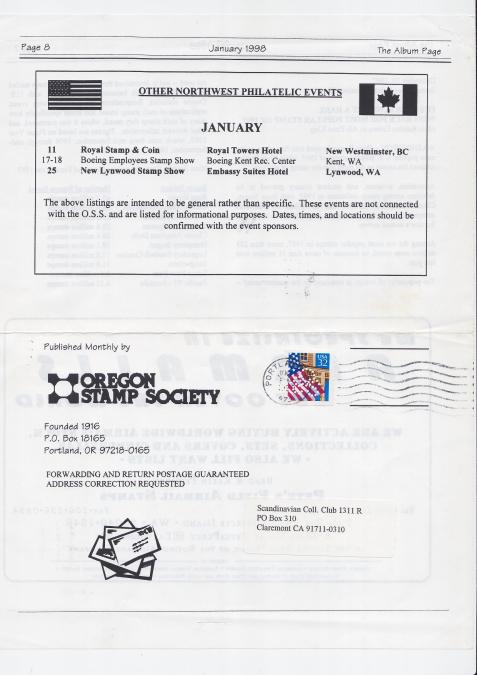 Page 8 January 1998 The Album Page
OTHER NORTHWEST PHILATELIC EVENTS
JANUARY
11 Royal Stamp & Coin Royal Towers Hotel New Westminster, BC
17-18 Boeing Employees Stamp Show Boeing Kent Rec. Center Kent, WA
25 New Lynwood Stamp Show Embassy Suites Hotel Lynwood, WA
The above listings are intended to be general rather than specific. These events are not connected
with the O.S.S. and are listed for informational purposes. Dates, times, and locations should be
confirmed with the event sponsors.
Published Monthly by
OREGON
STAMP SOCIETY
USA
32
PORTLAND
Founded 1916
P.O. Box 18165
Portland, OR 97218-0165
FORWARDING AND RETURN POSTAGE GUARANTEED
ADDRESS CORRECTION REQUESTED
Scandinavian Coll. Club 1311 R
PO Box 310
Claremont CA 91711-0310